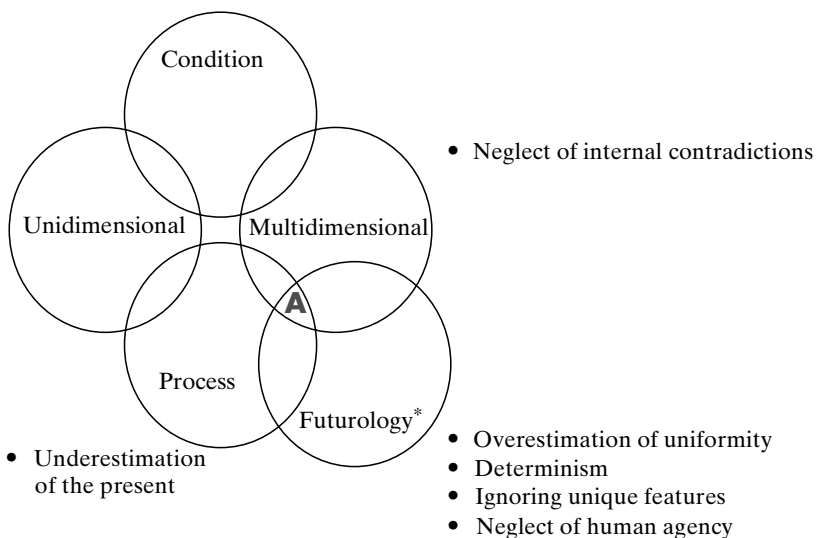 Condition
• Neglect of internal contradictions
Unidimensional
Multidimensional
A
Process
Futurology*
• Underestimation
of the present
• Overestimation of uniformity
• Determinism
• Ignoring unique features
• Neglect of human agency